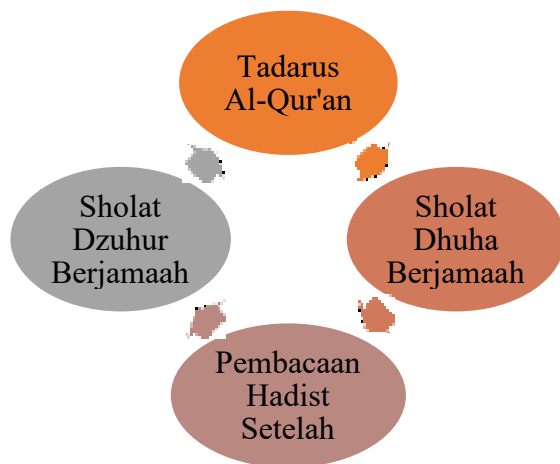 Tadarus
Al-Qur'an
Sholat
Dhuha
Berjamaah
Pembacaan
Hadist
Setelah
Sholat
Dzuhur
Berjamaah